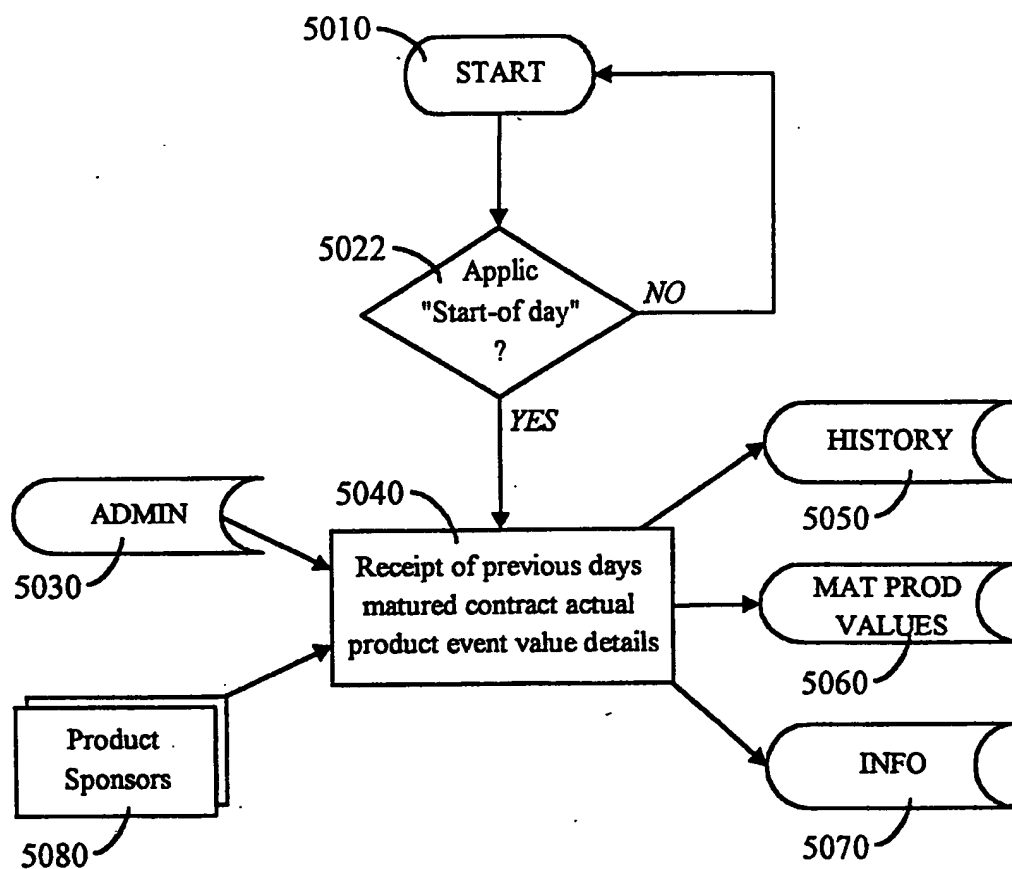 5010
START
5022
Applic
"Start-of day"
?
NO
YES
HISTORY
5050
ADMIN
5030
5040
Receipt of previous days
matured contract actual
product event value details
MAT PROD
VALUES
5060
Product
Sponsors
5080
INFO
5070